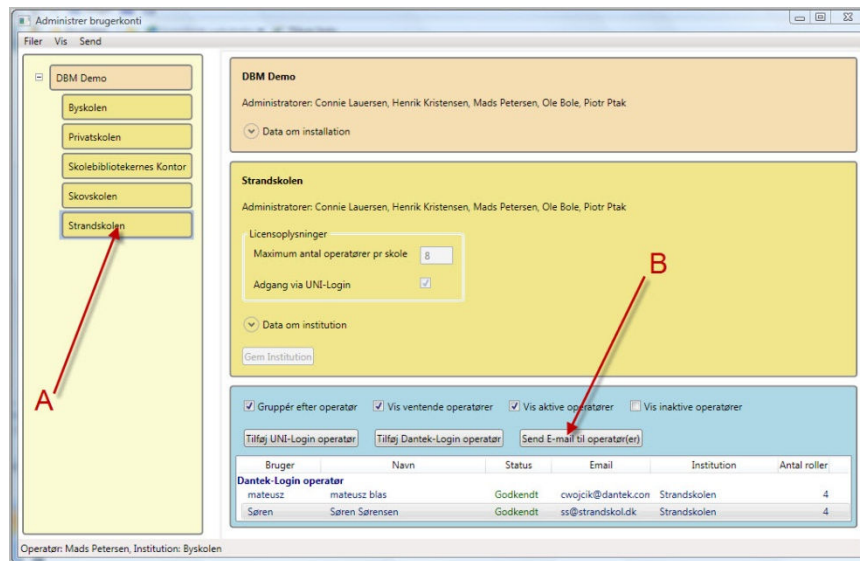 Administrer brugerkonti
Filer Vis Send
DBM Demo
Byskolen
Privatskolen
Skolebibliotekernes Kontor
Skovskolen
Strandskolen
A
DBM Demo
Administratorer: Connie Lauersen, Henrik Kristensen, Mads Petersen, Ole Bole, Piotr Ptak
Data om installation
Strandskolen
Administratorer: Connie Lauersen, Henrik Kristensen, Mads Petersen, Ole Bole, Piotr Ptak
Licensoplysninger
Maximum antal operatører pr skole 8
Adgang via UNI-Login
B
Data om institution
Gem Institution
Gruppér efter operatør Vis ventende operatører Vis aktive operatører Vis inaktive operatører
Tilføj UNI-Login operatør Tilføj Dantek-Login operatør Send E-mail til operatør(er)
Bruger Navn Status Email Institution Antal roller
Dantek-Login operatør
mateusz mateusz blas Godkendt cwojcik@dantek.con Strandskolen 4
Søren Søren Sørensen Godkendt ss@strandskol.dk Strandskolen 4
Operatør: Mads Petersen, Institution: Byskolen